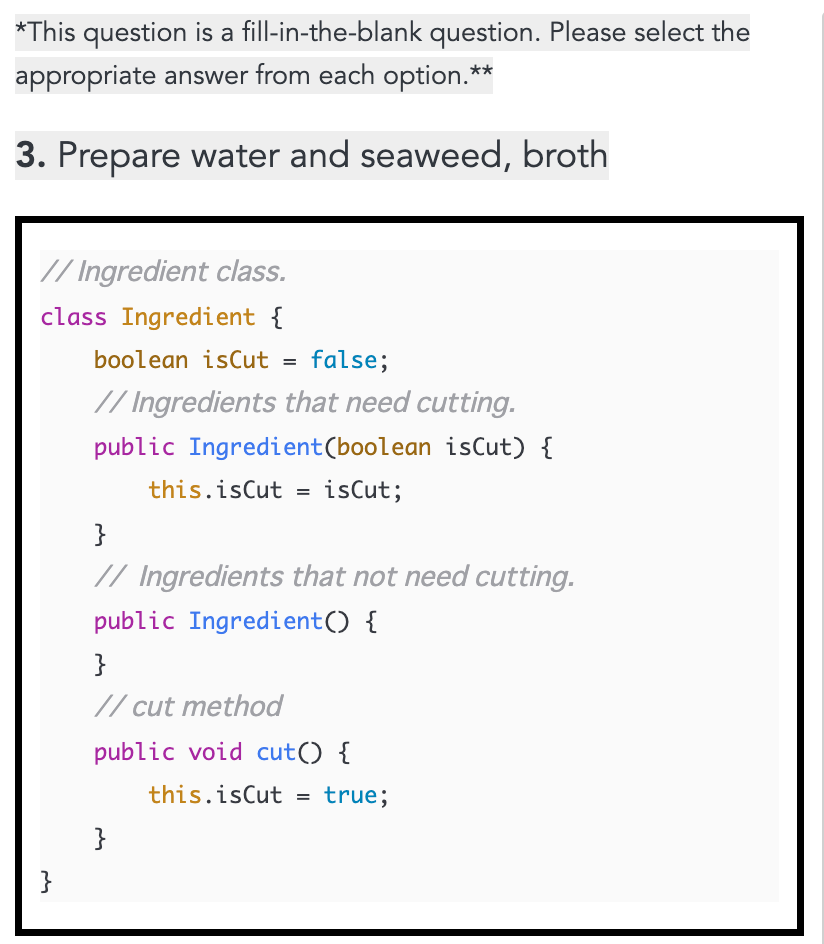 *This question is a fill-in-the-blank question. Please select the
appropriate answer from each option.**
3. Prepare water and seaweed, broth
// Ingredient class.
class Ingredient {
    boolean isCut = false;
    // Ingredients that need cutting.
    public Ingredient(boolean isCut) {
        this.isCut = isCut;
    }
    // Ingredients that not need cutting.
    public Ingredient() {
    }
    // cut method
    public void cut() {
        this.isCut = true;
    }
}